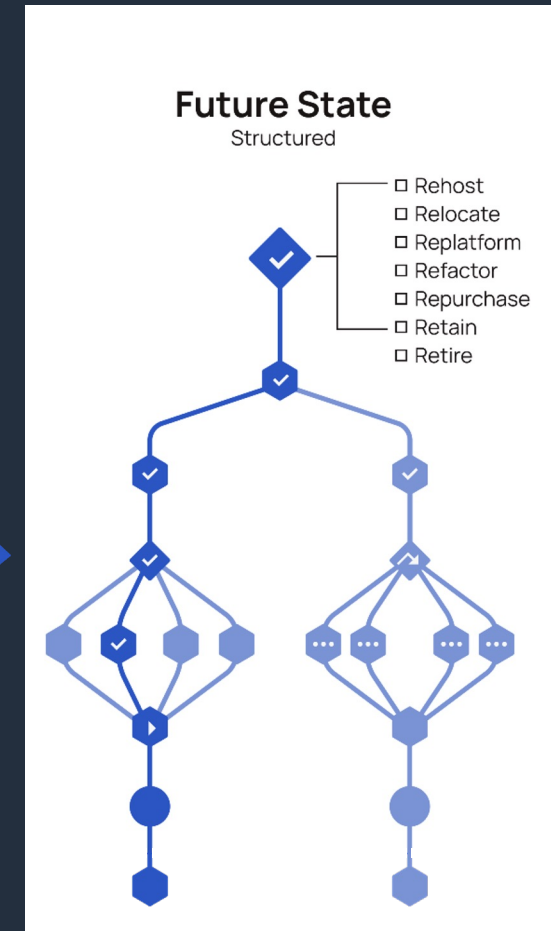 Future State
Structured
Rehost
Relocate
Replatform
Refactor
Repurchase
Retain
Retire